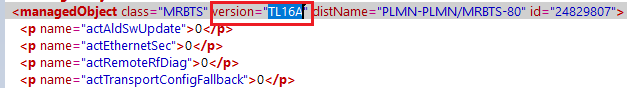 <managedObject class="MRBTS" version="TL16A" distName="PLMN-PLMN/MRBTS-80" id="24829807">
<p name="actAldSwUpdate">0</p>
<p name="actEthernetSec">0</p>
<p name="actRemoteRfDiag">0</p>
<p name="actTransportConfigFallback">0</p>